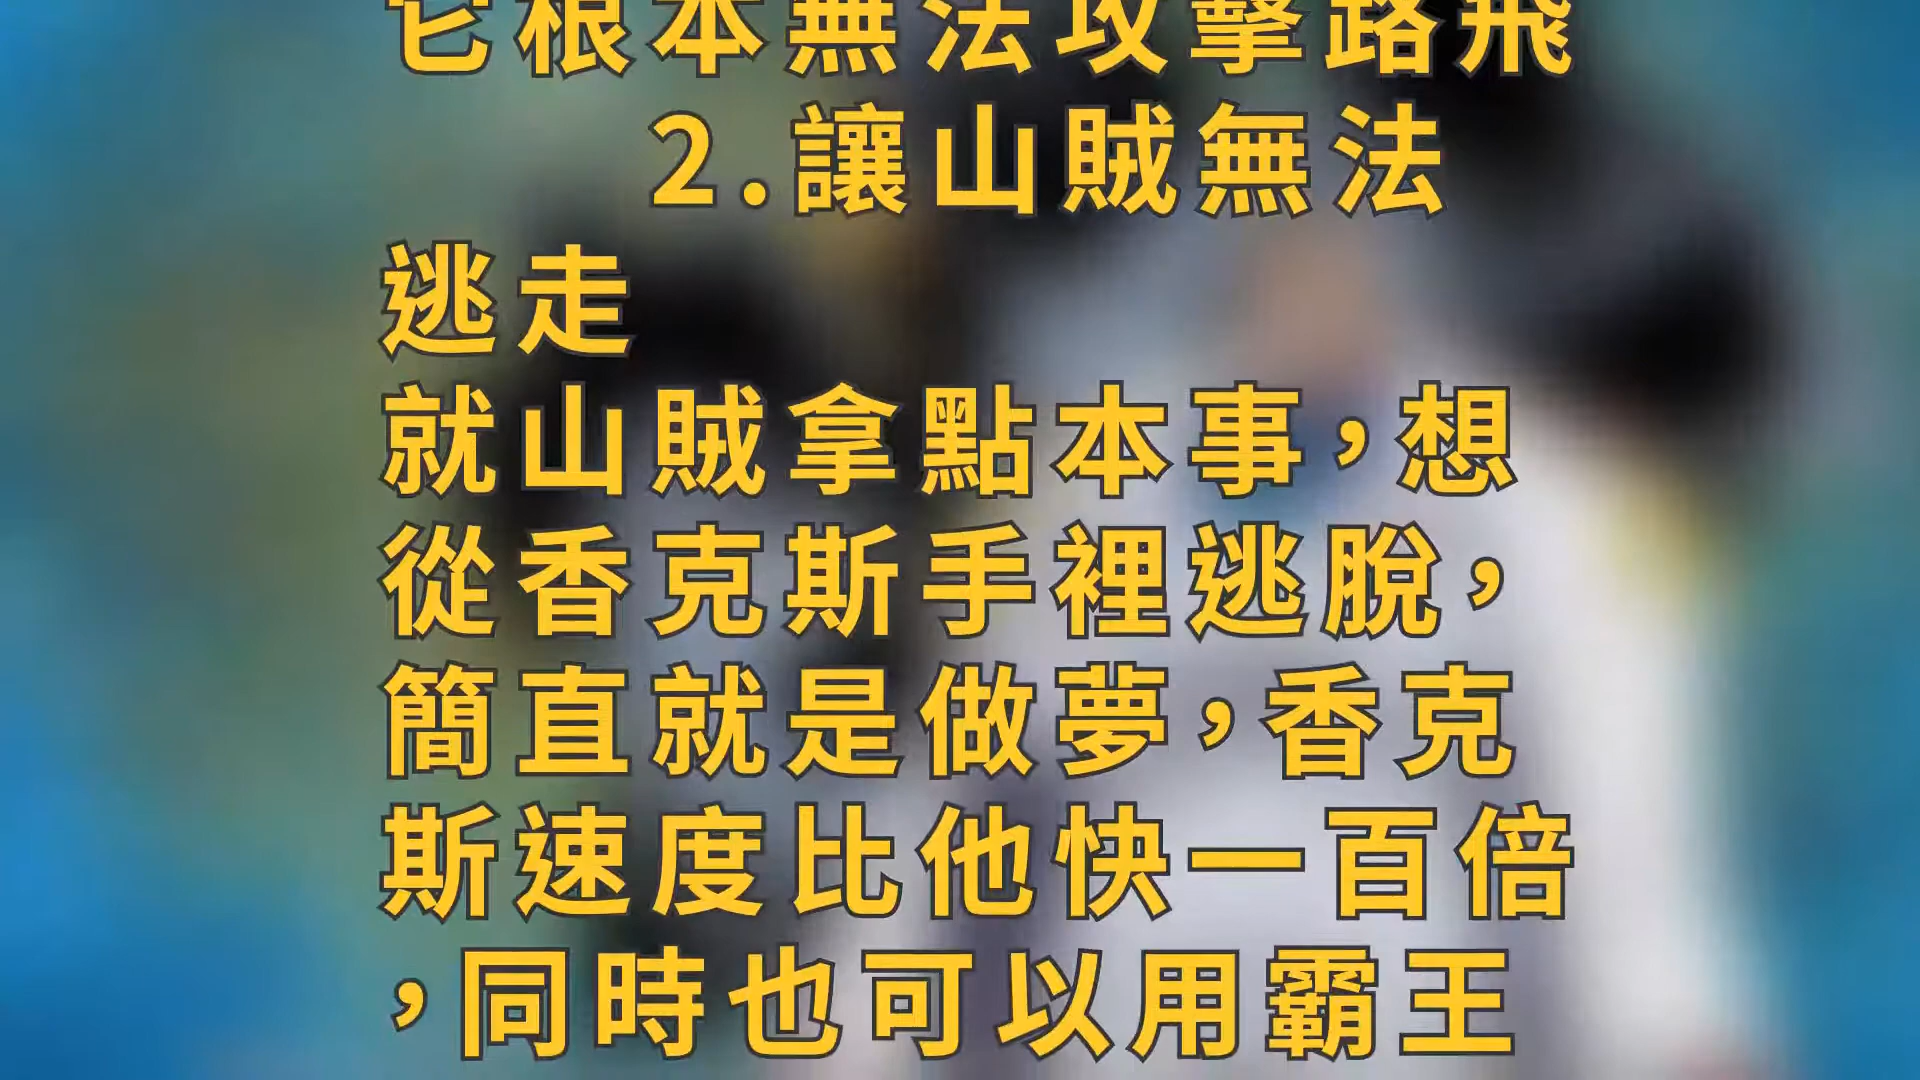 它根本無法攻擊路飛
2.讓山賊無法
逃走
就山賊拿點本事，想
從香克斯手裡逃脫，
簡直就是做夢，香克
斯速度比他快一百倍
，同時也可以用霸王